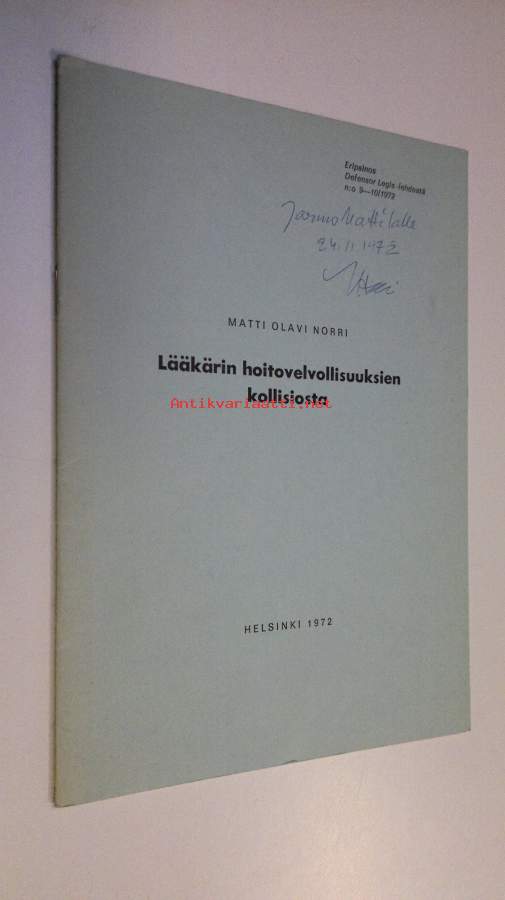 Eripainos
Defensor Legis -lehdestä
n:o 9—10/1972
Jarmo Mattilalle
24.11.1972
MATTI OLAVI NORRI
Lääkärin hoitovelvollisuuksien
kollisiosta
Antikvariaatti.net
HELSINKI 1972